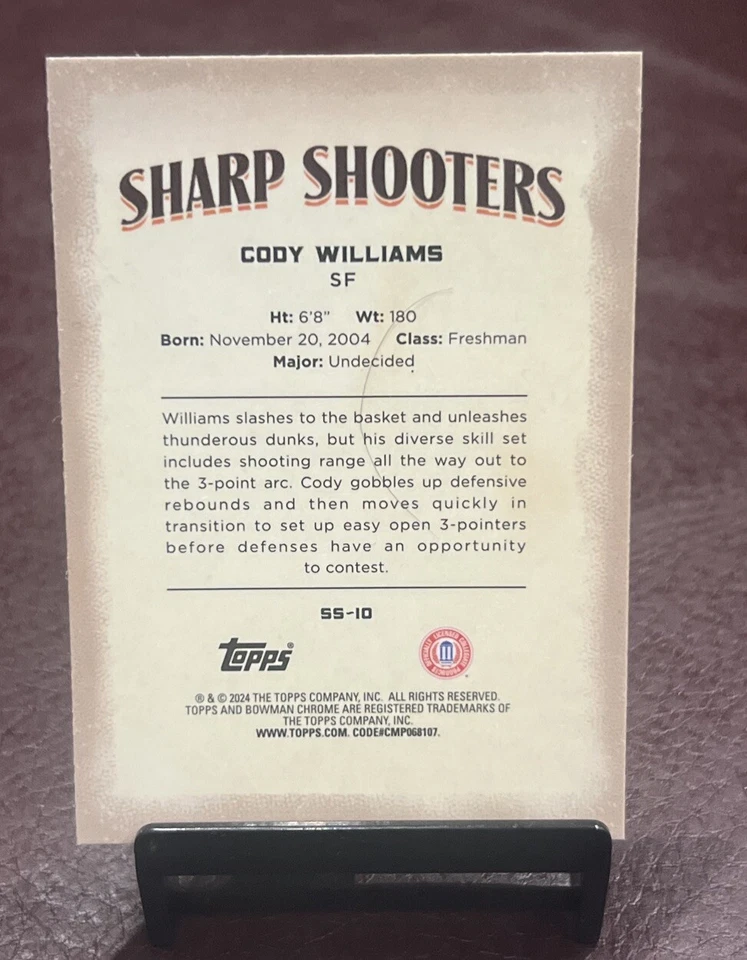 SHARP SHOOTERS
CODY WILLIAMS
SF
Ht: 6'8" Wt: 180
Born: November 20, 2004 Class: Freshman
Major: Undecided
Williams slashes to the basket and unleashes
thunderous dunks, but his diverse skill set
includes shooting range all the way out to
the 3-point arc. Cody gobbles up defensive
rebounds and then moves quickly in
transition to set up easy open 3-pointers
before defenses have an opportunity
to contest.
SS-10
Topps®
OFFICIALLY LICENSED COLLEGIATE PRODUCTS
® & © 2024 THE TOPPS COMPANY, INC. ALL RIGHTS RESERVED.
TOPPS AND BOWMAN CHROME ARE REGISTERED TRADEMARKS OF
THE TOPPS COMPANY, INC.
WWW.TOPPS.COM. CODE#CMP068107.